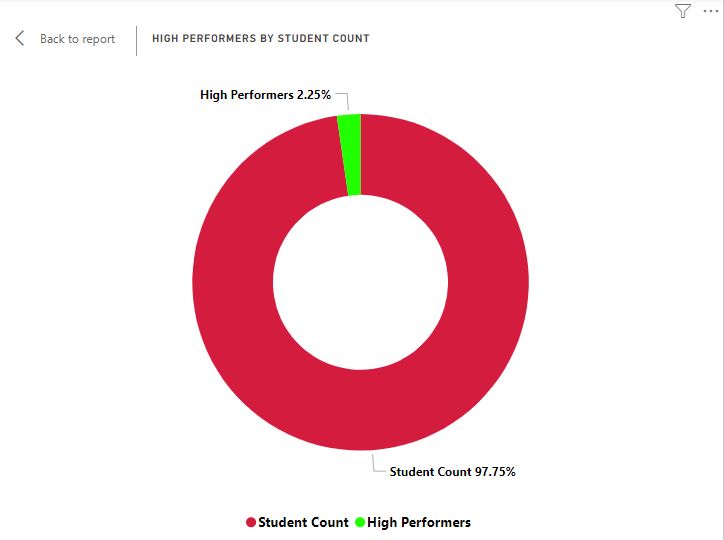 Back to report
HIGH PERFORMERS BY STUDENT COUNT
High Performers 2.25%
Student Count 97.75%
Student Count High Performers